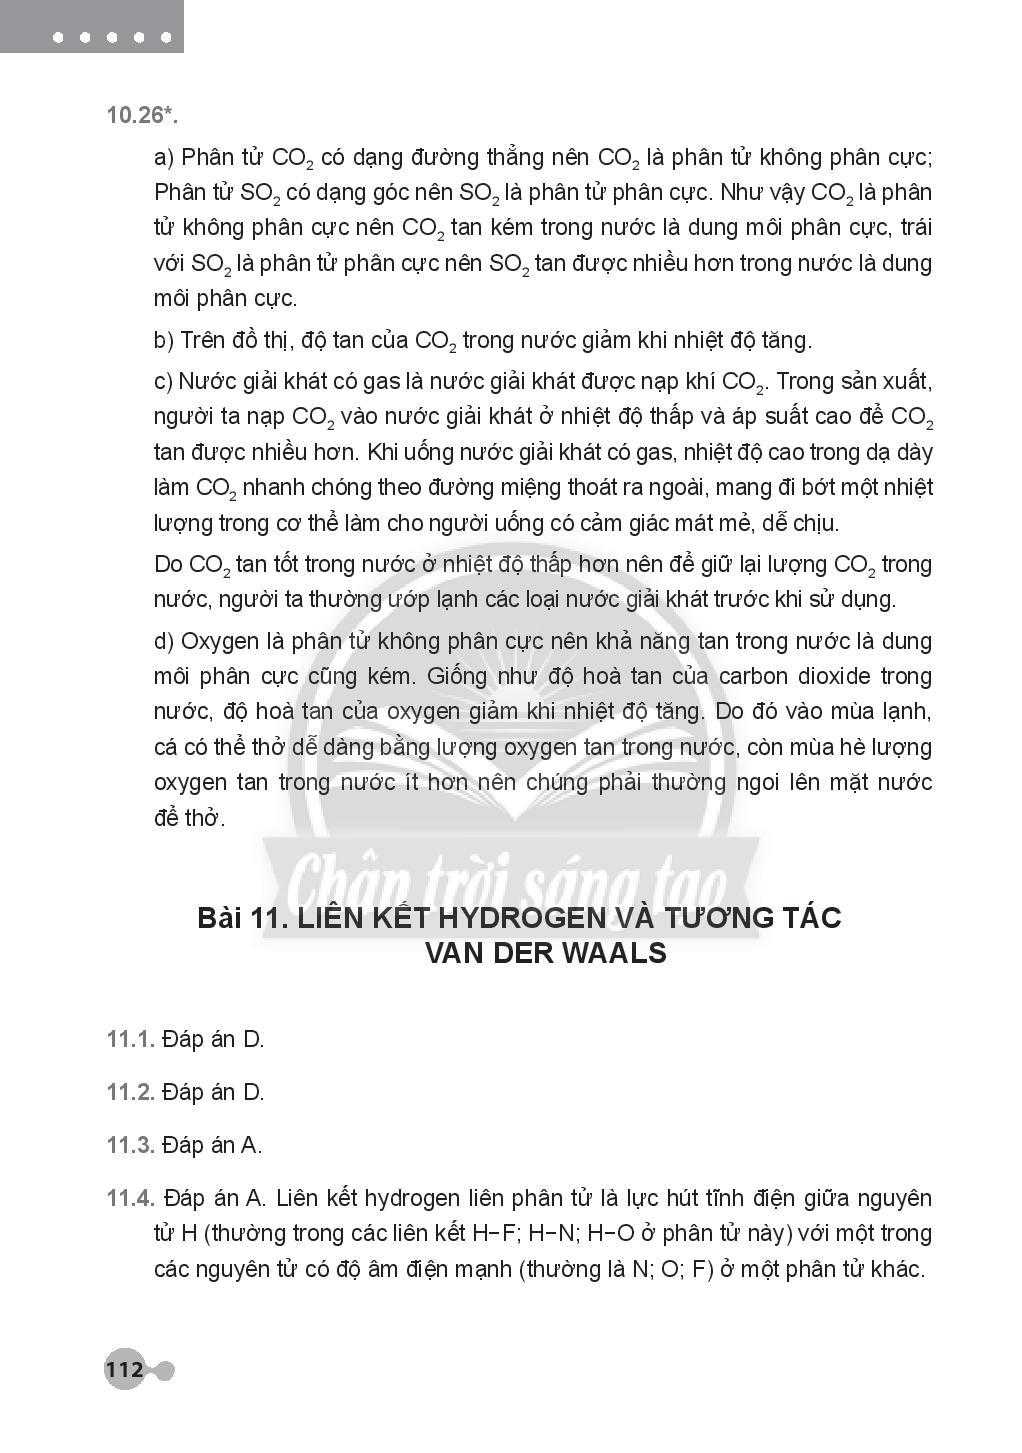 10.26*.
a) Phân tử CO₂ có dạng đường thẳng nên CO₂ là phân tử không phân cực;
Phân tử SO₂ có dạng góc nên SO₂ là phân tử phân cực. Như vậy CO₂ là phân
tử không phân cực nên CO₂ tan kém trong nước là dung môi phân cực, trái
với SO₂ là phân tử phân cực nên SO₂ tan được nhiều hơn trong nước là dung
môi phân cực.
b) Trên đồ thị, độ tan của CO₂ trong nước giảm khi nhiệt độ tăng.
c) Nước giải khát có gas là nước giải khát được nạp khí CO₂. Trong sản xuất,
người ta nạp CO₂ vào nước giải khát ở nhiệt độ thấp và áp suất cao để CO₂
tan được nhiều hơn. Khi uống nước giải khát có gas, nhiệt độ cao trong dạ dày
làm CO₂ nhanh chóng theo đường miệng thoát ra ngoài, mang đi bớt một nhiệt
lượng trong cơ thể làm cho người uống có cảm giác mát mẻ, dễ chịu.
Do CO₂ tan tốt trong nước ở nhiệt độ thấp hơn nên để giữ lại lượng CO₂ trong
nước, người ta thường ướp lạnh các loại nước giải khát trước khi sử dụng.
d) Oxygen là phân tử không phân cực nên khả năng tan trong nước là dung
môi phân cực cũng kém. Giống như độ hoà tan của carbon dioxide trong
nước, độ hoà tan của oxygen giảm khi nhiệt độ tăng. Do đó vào mùa lạnh,
cá có thể thở dễ dàng bằng lượng oxygen tan trong nước, còn mùa hè lượng
oxygen tan trong nước ít hơn nên chúng phải thường ngoi lên mặt nước
để thở.
Chân trời sáng tạo
Bài 11. LIÊN KẾT HYDROGEN VÀ TƯƠNG TÁC
VAN DER WAALS
11.1. Đáp án D.
11.2. Đáp án D.
11.3. Đáp án A.
11.4. Đáp án A. Liên kết hydrogen liên phân tử là lực hút tĩnh điện giữa nguyên
tử H (thường trong các liên kết H–F; H–N; H–O ở phân tử này) với một trong
các nguyên tử có độ âm điện mạnh (thường là N; O; F) ở một phân tử khác.
112